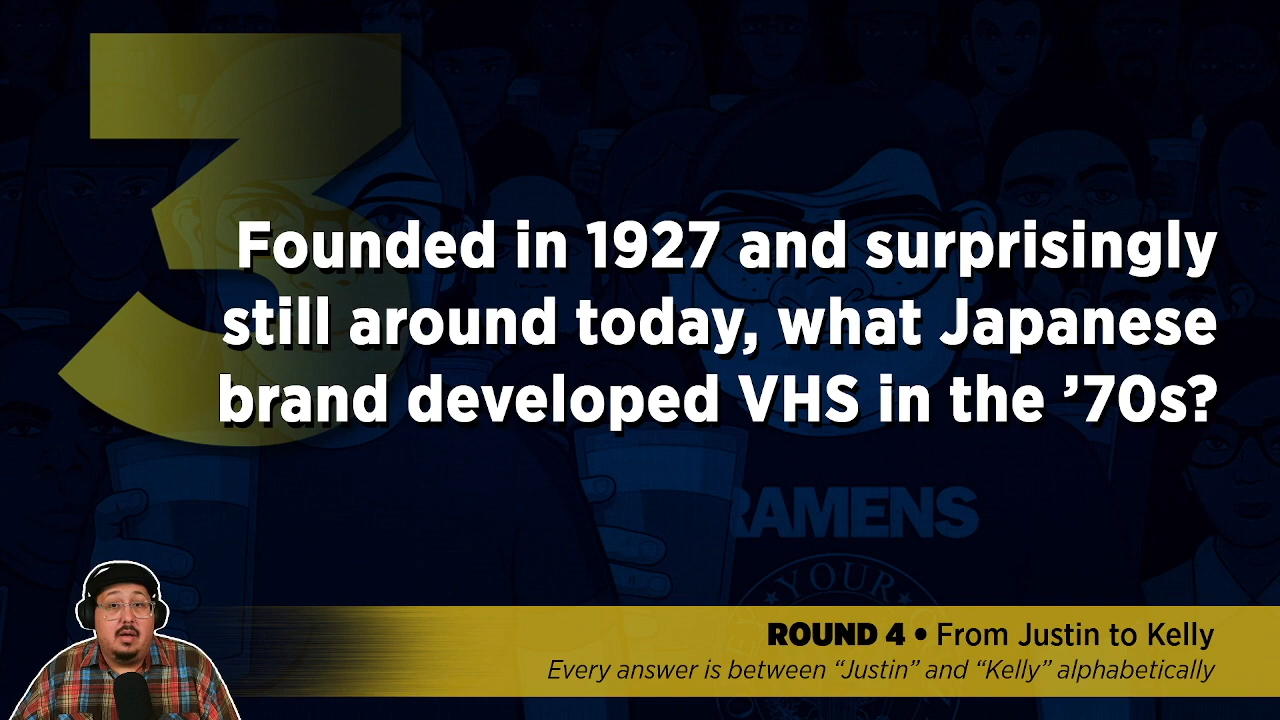 3
Founded in 1927 and surprisingly
still around today, what Japanese
brand developed VHS in the ’70s?
RAMENS
YOUR
ROUND 4 • From Justin to Kelly
Every answer is between “Justin” and “Kelly” alphabetically